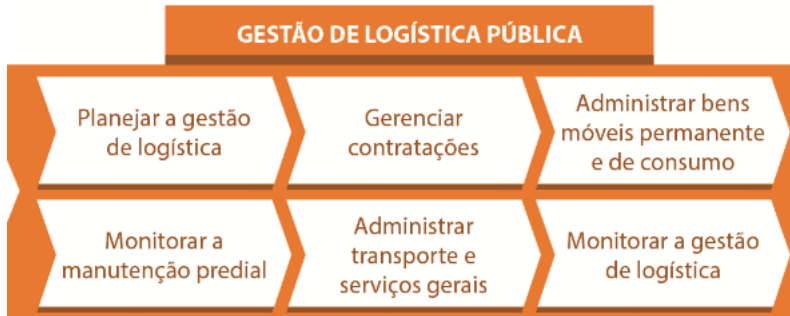 GESTÃO DE LOGÍSTICA PÚBLICA
Planejar a gestão
de logística
Gerenciar
contratações
Administrar bens
móveis permanente
e de consumo
Monitorar a
manutenção predial
Administrar
transporte e
serviços gerais
Monitorar a gestão
de logística